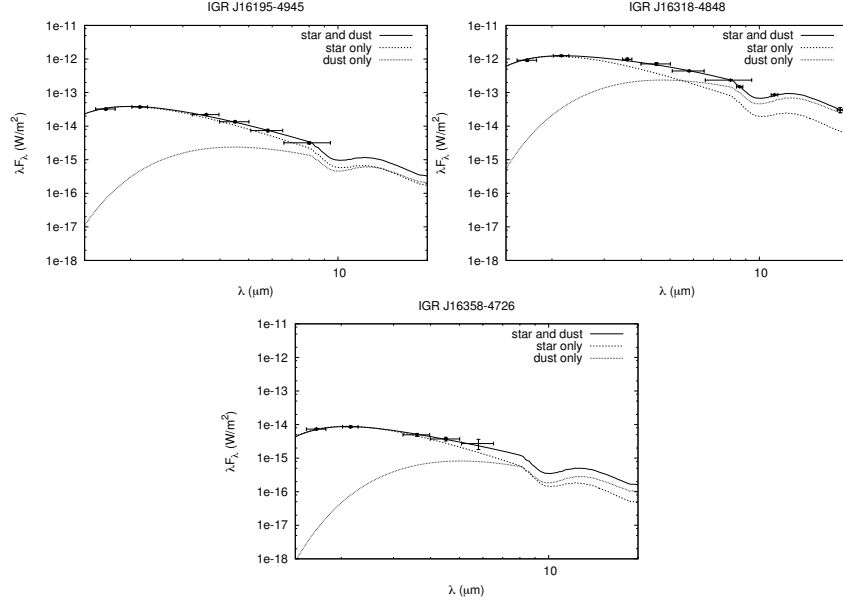 IGR J16195-4945
λF_λ (W/m²)
1e-11
1e-12
1e-13
1e-14
1e-15
1e-16
1e-17
1e-18
star and dust
star only
dust only
10
λ (μm)
IGR J16318-4848
λF_λ (W/m²)
1e-11
1e-12
1e-13
1e-14
1e-15
1e-16
1e-17
1e-18
star and dust
star only
dust only
10
λ (μm)
IGR J16358-4726
λF_λ (W/m²)
1e-11
1e-12
1e-13
1e-14
1e-15
1e-16
1e-17
1e-18
star and dust
star only
dust only
10
λ (μm)